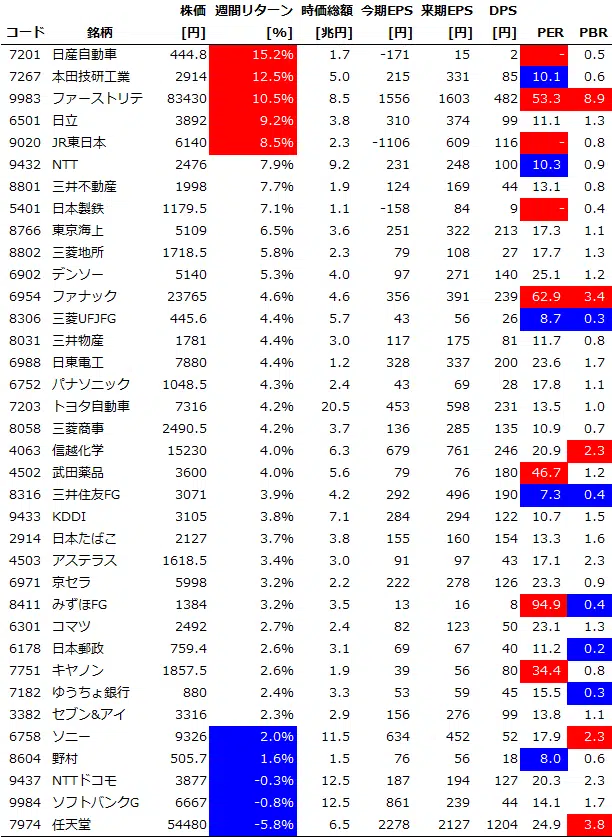 株価 週間リターン 時価総額 今期EPS 来期EPS DPS
コード 銘柄 [円] [%] [兆円] [円] [円] [円] PER PBR
7201 日産自動車 444.8 15.2% 1.7 -171 15 2 - 0.5
7267 本田技研工業 2914 12.5% 5.0 215 331 85 10.1 0.6
9983 ファーストリテ 83430 10.5% 8.5 1556 1603 482 53.3 8.9
6501 日立 3892 9.2% 3.8 310 374 99 11.1 1.3
9020 JR東日本 6140 8.5% 2.3 -1106 609 116 - 0.8
9432 NTT 2476 7.9% 9.2 231 248 100 10.3 0.9
8801 三井不動産 1998 7.7% 1.9 124 169 44 13.1 0.8
5401 日本製鉄 1179.5 7.1% 1.1 -158 84 9 - 0.4
8766 東京海上 5109 6.5% 3.6 251 322 213 17.3 1.1
8802 三菱地所 1718.5 5.8% 2.3 79 108 27 17.7 1.3
6902 デンソー 5140 5.3% 4.0 97 271 140 25.1 1.2
6954 ファナック 23765 4.6% 4.6 356 391 239 62.9 3.4
8306 三菱UFJFG 445.6 4.4% 5.7 43 56 26 8.7 0.3
8031 三井物産 1781 4.4% 3.0 117 175 81 11.7 0.8
6988 日東電工 7880 4.4% 1.2 328 337 200 23.6 1.7
6752 パナソニック 1048.5 4.3% 2.4 43 69 28 17.8 1.1
7203 トヨタ自動車 7316 4.2% 20.5 453 598 231 13.5 1.0
8058 三菱商事 2490.5 4.2% 3.7 136 285 135 10.9 0.7
4063 信越化学 15230 4.0% 6.3 679 761 246 20.9 2.3
4502 武田薬品 3600 4.0% 5.6 79 76 180 46.7 1.2
8316 三井住友FG 3071 3.9% 4.2 292 496 190 7.3 0.4
9433 KDDI 3105 3.8% 7.1 284 294 122 10.7 1.5
2914 日本たばこ 2127 3.7% 3.8 155 160 154 13.3 1.6
4503 アステラス 1618.5 3.4% 3.0 91 97 43 17.1 2.3
6971 京セラ 5998 3.2% 2.2 222 278 126 23.3 0.9
8411 みずほFG 1384 3.2% 3.5 13 16 8 94.9 0.4
6301 コマツ 2492 2.7% 2.4 82 123 50 23.1 1.3
6178 日本郵政 759.4 2.6% 3.1 69 67 40 11.2 0.2
7751 キヤノン 1857.5 2.6% 1.9 39 56 80 34.4 0.8
7182 ゆうちょ銀行 880 2.4% 3.3 53 59 45 15.5 0.3
3382 セブン&アイ 3316 2.3% 2.9 156 276 99 13.8 1.1
6758 ソニー 9326 2.0% 11.5 634 452 52 17.9 2.3
8604 野村 505.7 1.6% 1.5 76 56 18 8.0 0.6
9437 NTTドコモ 3877 -0.3% 12.5 187 194 127 20.3 2.3
9984 ソフトバンクG 6667 -0.8% 12.5 861 239 44 14.1 1.7
7974 任天堂 54480 -5.8% 6.5 2278 2127 1204 24.9 3.8